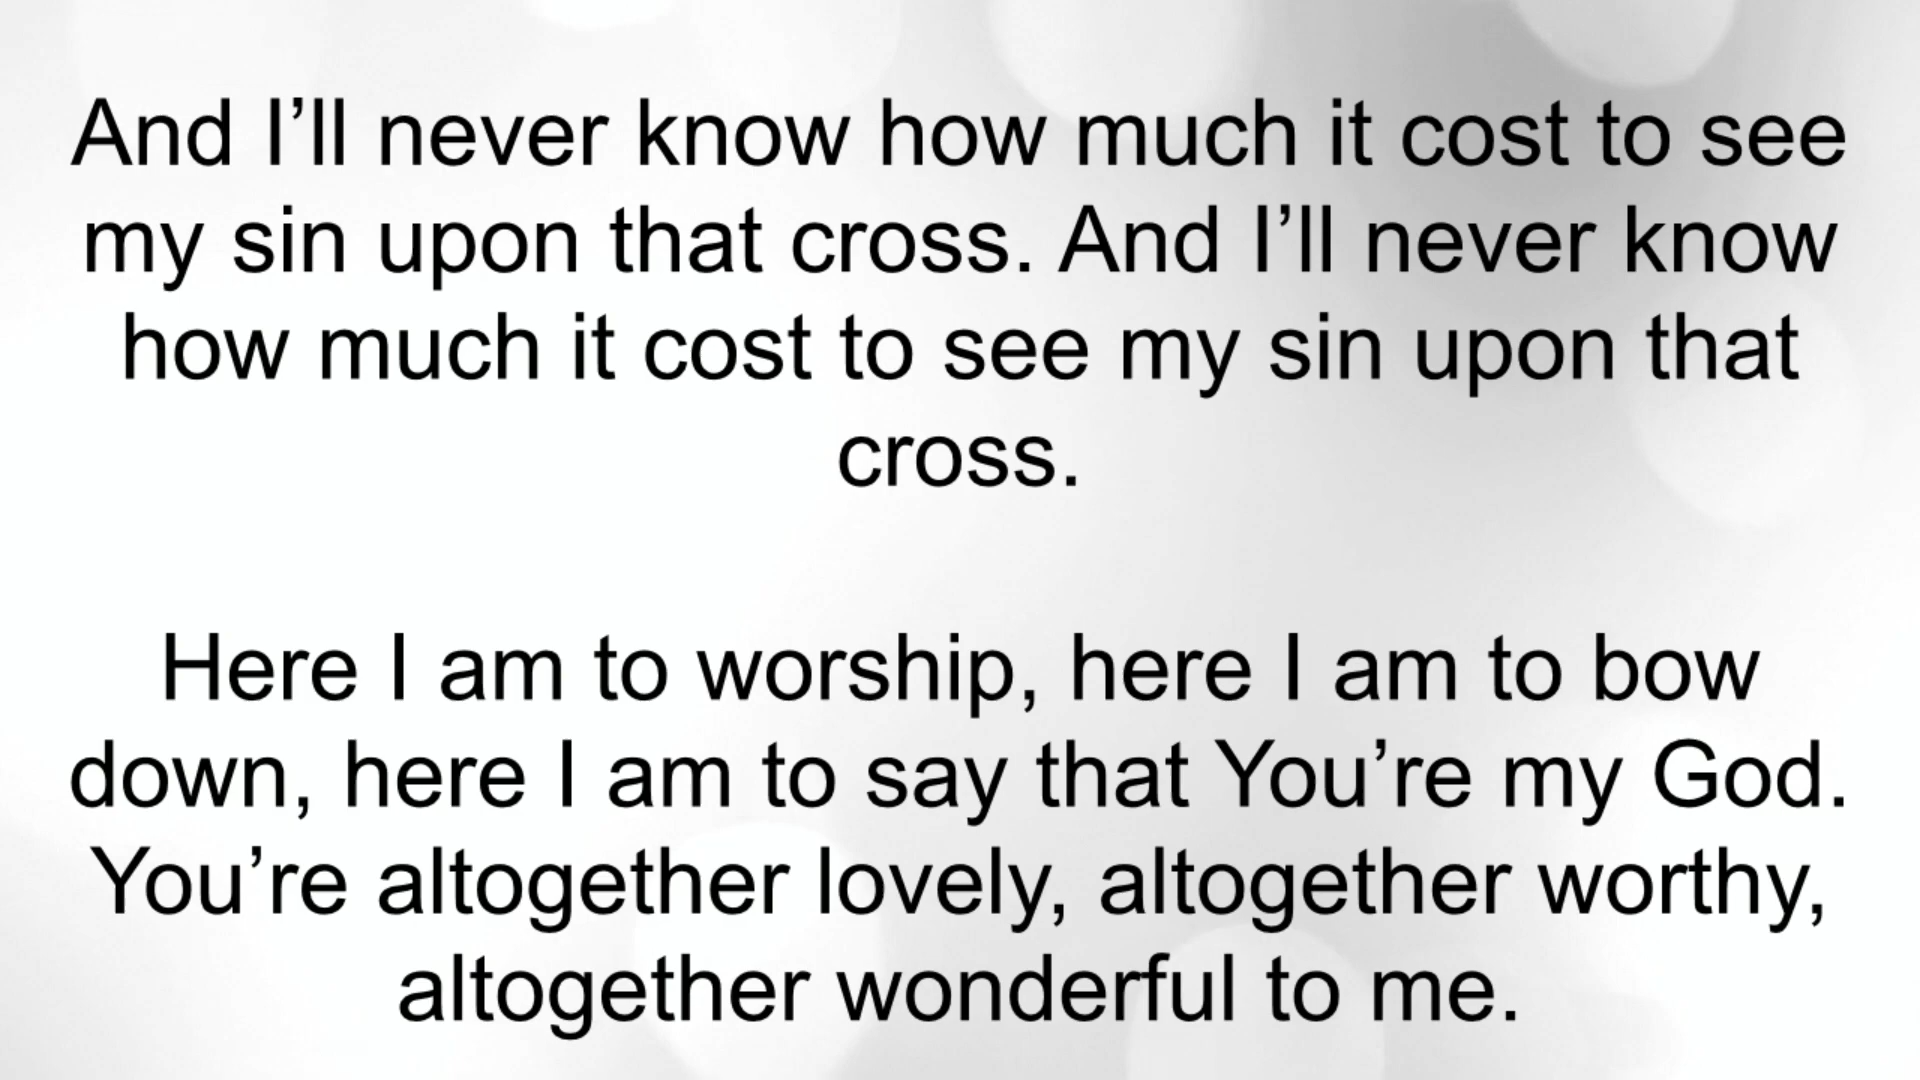 And I’ll never know how much it cost to see
my sin upon that cross. And I’ll never know
how much it cost to see my sin upon that
cross.
Here I am to worship, here I am to bow
down, here I am to say that You’re my God.
You’re altogether lovely, altogether worthy,
altogether wonderful to me.